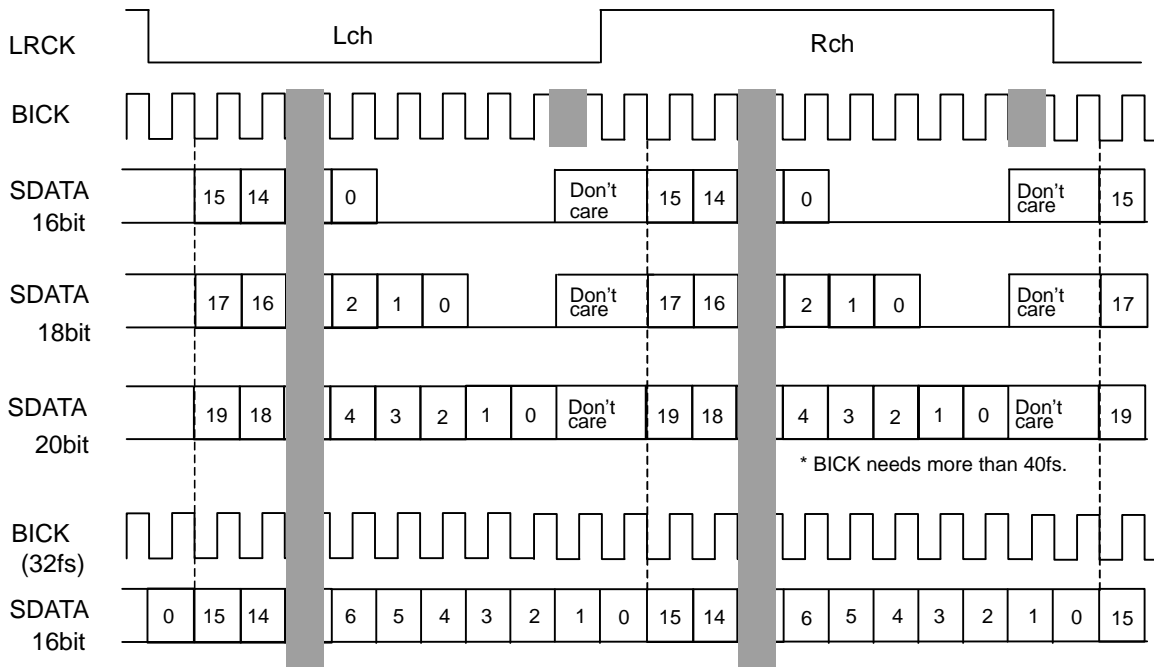 LRCK Lch Rch
BICK
SDATA 15 14 0 Don't care 15 14 0 Don't care 15
16bit
SDATA 17 16 2 1 0 Don't care 17 16 2 1 0 Don't care 17
18bit
SDATA 19 18 4 3 2 1 0 Don't care 19 18 4 3 2 1 0 Don't care 19
20bit
* BICK needs more than 40fs.
BICK
(32fs)
SDATA 0 15 14 6 5 4 3 2 1 0 15 14 6 5 4 3 2 1 0 15
16bit